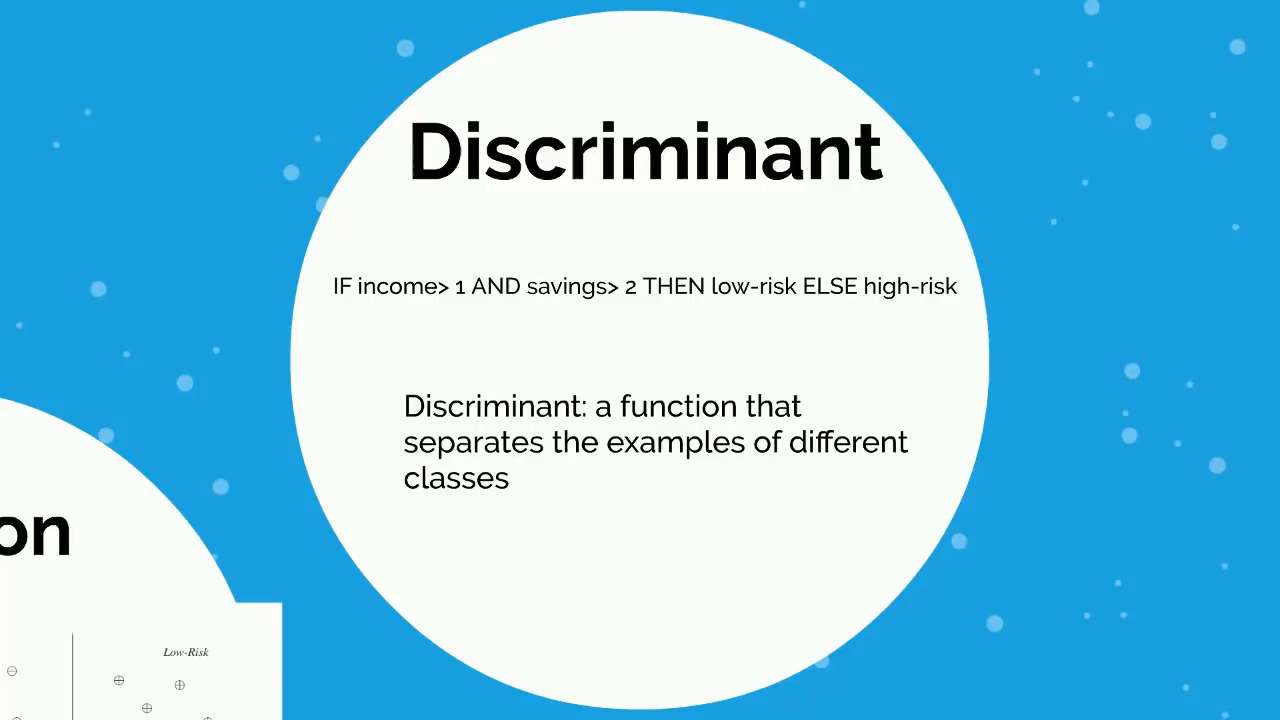 Discriminant
IF income> 1 AND savings> 2 THEN low-risk ELSE high-risk
Discriminant: a function that
separates the examples of different
classes
on
Low-Risk